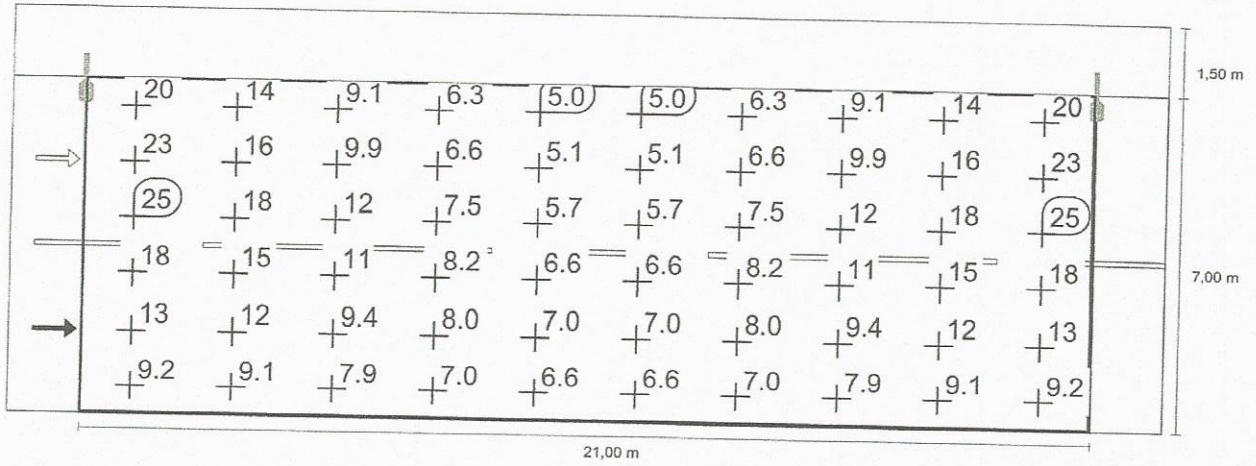 1,50 m
20 14 9.1 6.3 5.0 5.0 6.3 9.1 14 20
23 16 9.9 6.6 5.1 5.1 6.6 9.9 16 23
25 18 12 7.5 5.7 5.7 7.5 12 18 25
18 15 11 8.2 6.6 6.6 8.2 11 15 18
7,00 m
13 12 9.4 8.0 7.0 7.0 8.0 9.4 12 13
9.2 9.1 7.9 7.0 6.6 6.6 7.0 7.9 9.1 9.2
21,00 m